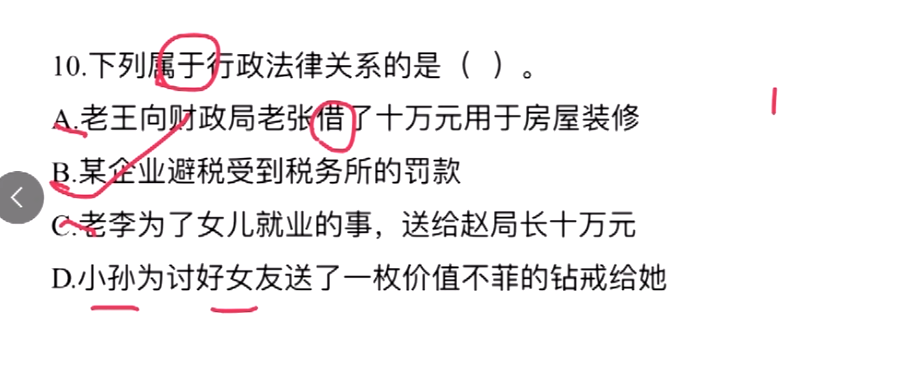 10.下列属于行政法律关系的是（ ）。
A.老王向财政局老张借了十万元用于房屋装修
B.某企业避税受到税务所的罚款
C.老李为了女儿就业的事，送给赵局长十万元
D.小孙为讨好女友送了一枚价值不菲的钻戒给她